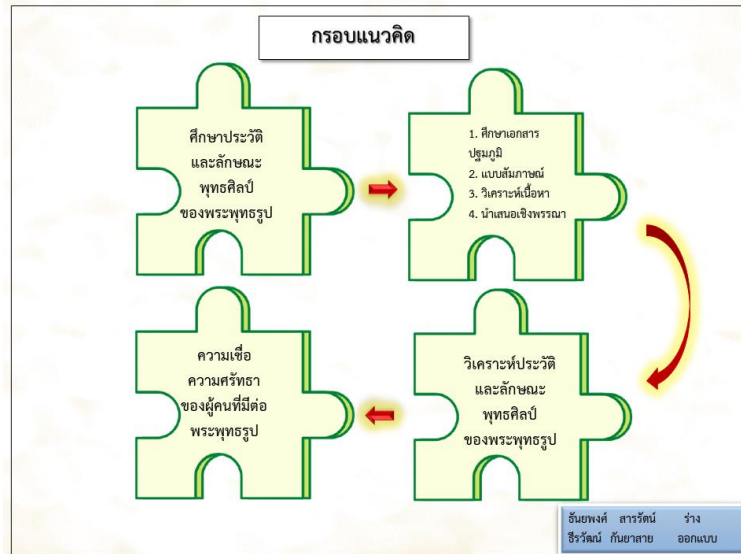 กรอบแนวคิด
ศึกษาประวัติ
และลักษณะ
พุทธศิลป์
ของพระพุทธรูป
1. ศึกษาเอกสาร
ปฐมภูมิ
2. แบบสัมภาษณ์
3. วิเคราะห์เนื้อหา
4. นำเสนอเชิงพรรณา
วิเคราะห์ประวัติ
และลักษณะ
พุทธศิลป์
ของพระพุทธรูป
ความเชื่อ
ความศรัทธา
ของผู้คนที่มีต่อ
พระพุทธรูป
ธันยพงศ์ สารรัตน์ ร่าง
ธีรวัฒน์ กันยาสาย ออกแบบ